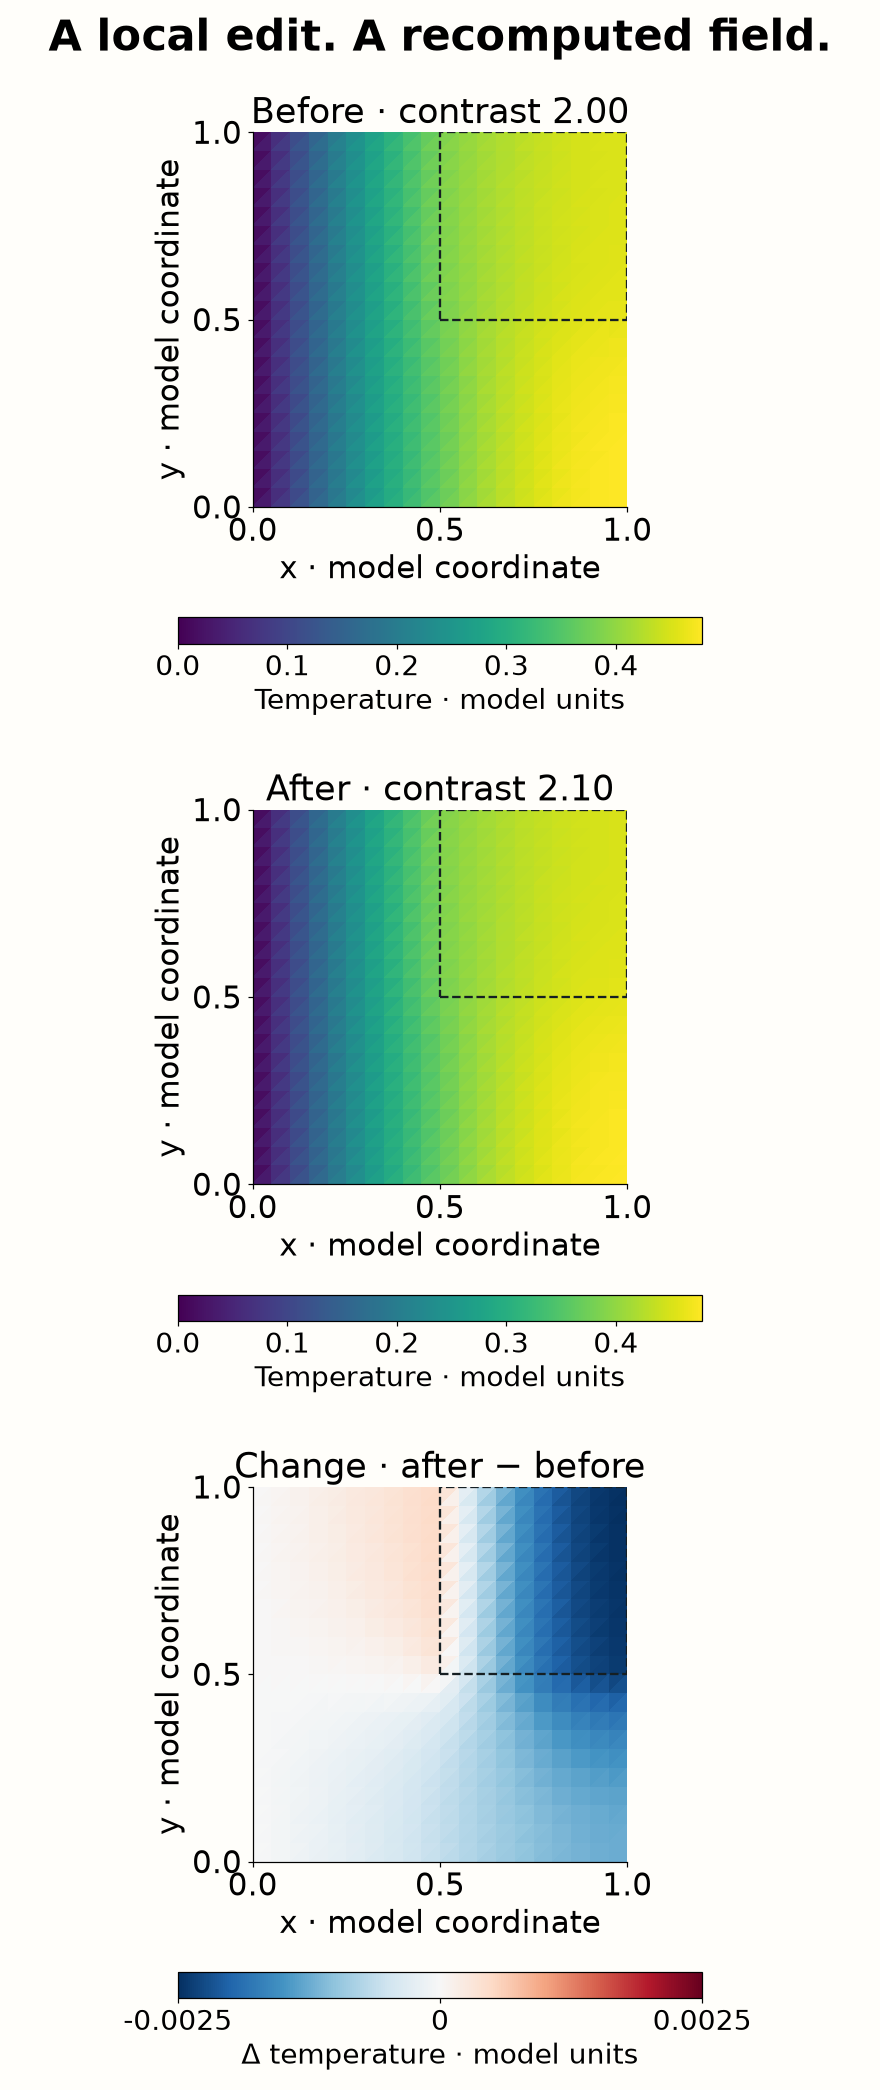 A local edit. A recomputed field.
Before · contrast 2.00
1.0
0.5
0.0
y · model coordinate
0.0 0.5 1.0
x · model coordinate
0.0 0.1 0.2 0.3 0.4
Temperature · model units
After · contrast 2.10
1.0
0.5
0.0
y · model coordinate
0.0 0.5 1.0
x · model coordinate
0.0 0.1 0.2 0.3 0.4
Temperature · model units
Change · after − before
1.0
0.5
0.0
y · model coordinate
0.0 0.5 1.0
x · model coordinate
-0.0025 0 0.0025
Δ temperature · model units